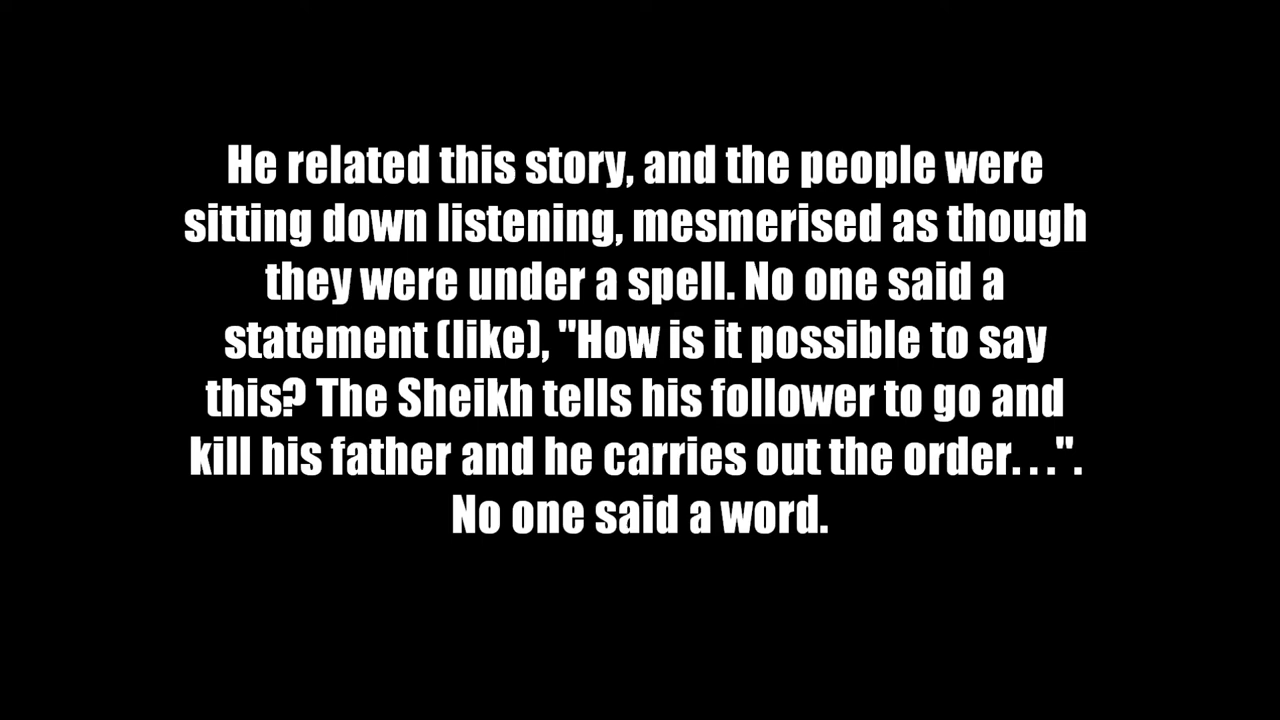 He related this story, and the people were
sitting down listening, mesmerised as though
they were under a spell. No one said a
statement (like), "How is it possible to say
this? The Sheikh tells his follower to go and
kill his father and he carries out the order. . .".
No one said a word.